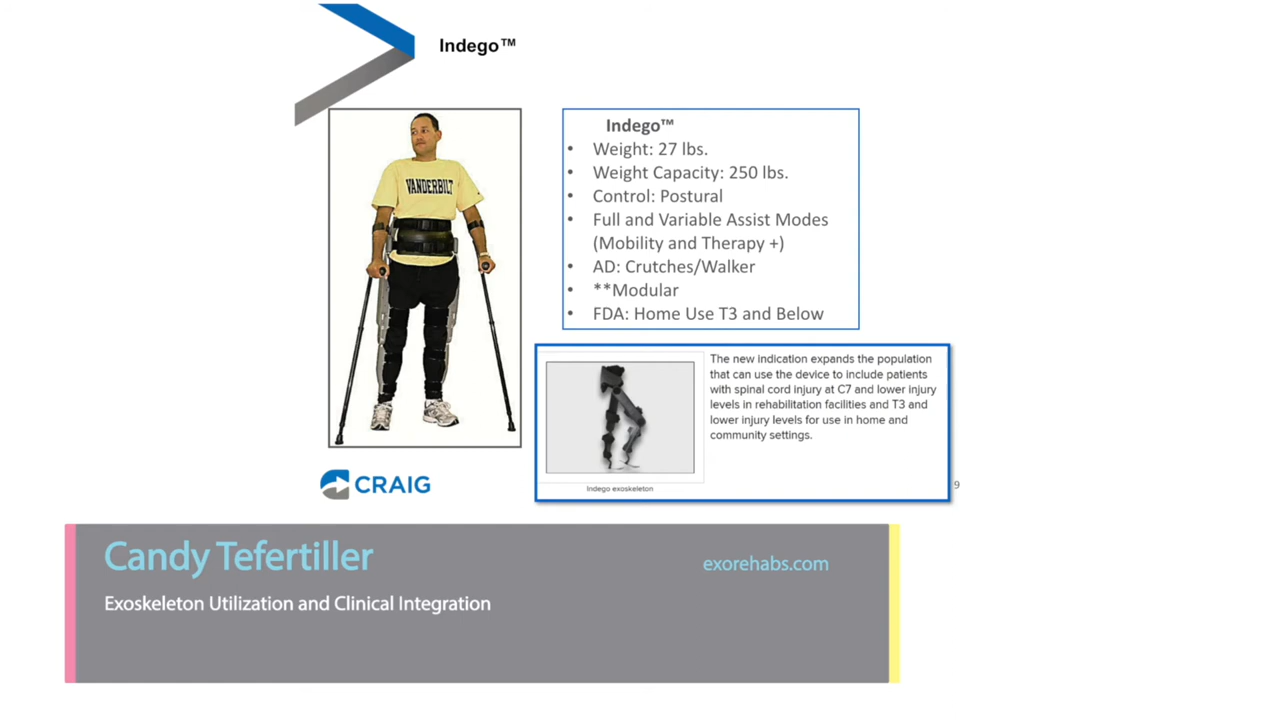 Indego™
VANDERBILT
Indego™
• Weight: 27 lbs.
• Weight Capacity: 250 lbs.
• Control: Postural
• Full and Variable Assist Modes
(Mobility and Therapy +)
• AD: Crutches/Walker
• **Modular
• FDA: Home Use T3 and Below
The new indication expands the population
that can use the device to include patients
with spinal cord injury at C7 and lower injury
levels in rehabilitation facilities and T3 and
lower injury levels for use in home and
community settings.
Indego exoskeleton
CRAIG
9
Candy Tefertiller
exorehabs.com
Exoskeleton Utilization and Clinical Integration